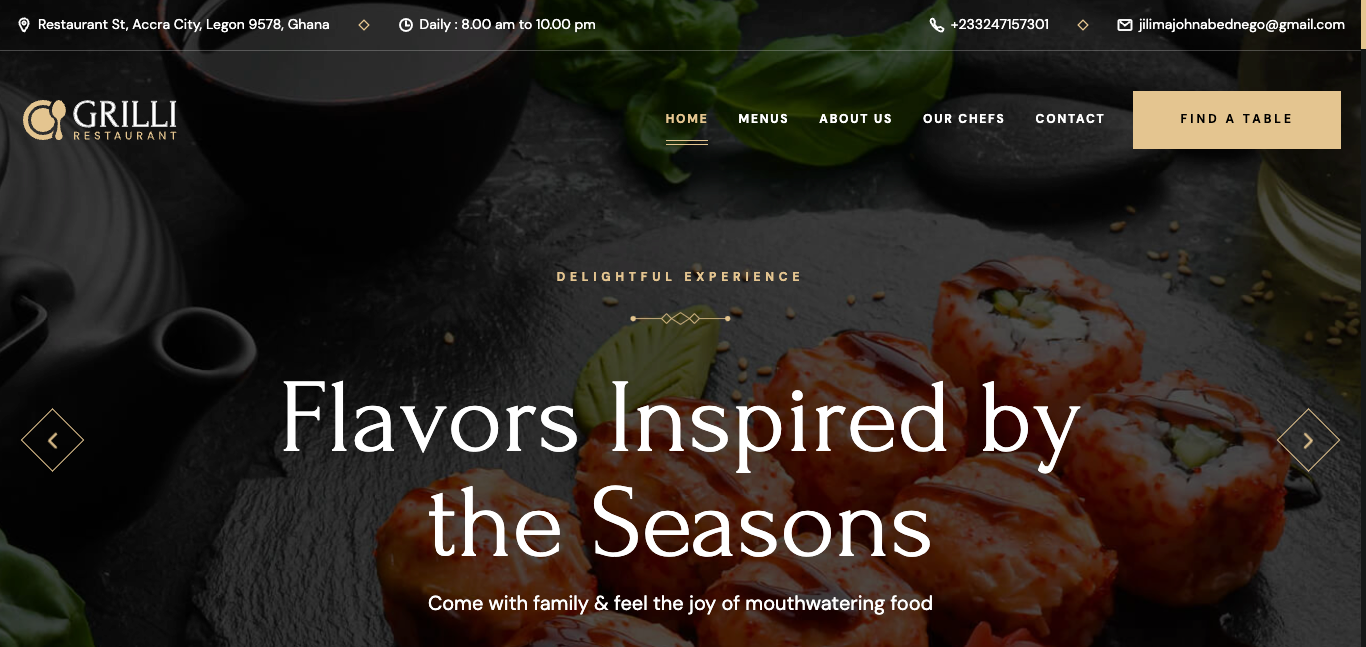 Restaurant St, Accra City, Legon 9578, Ghana
Daily : 8.00 am to 10.00 pm
+233247157301
jilimajohnabednego@gmail.com
GRILLI
RESTAURANT
HOME
MENUS
ABOUT US
OUR CHEFS
CONTACT
FIND A TABLE
DELIGHTFUL EXPERIENCE
Flavors Inspired by
the Seasons
Come with family & feel the joy of mouthwatering food